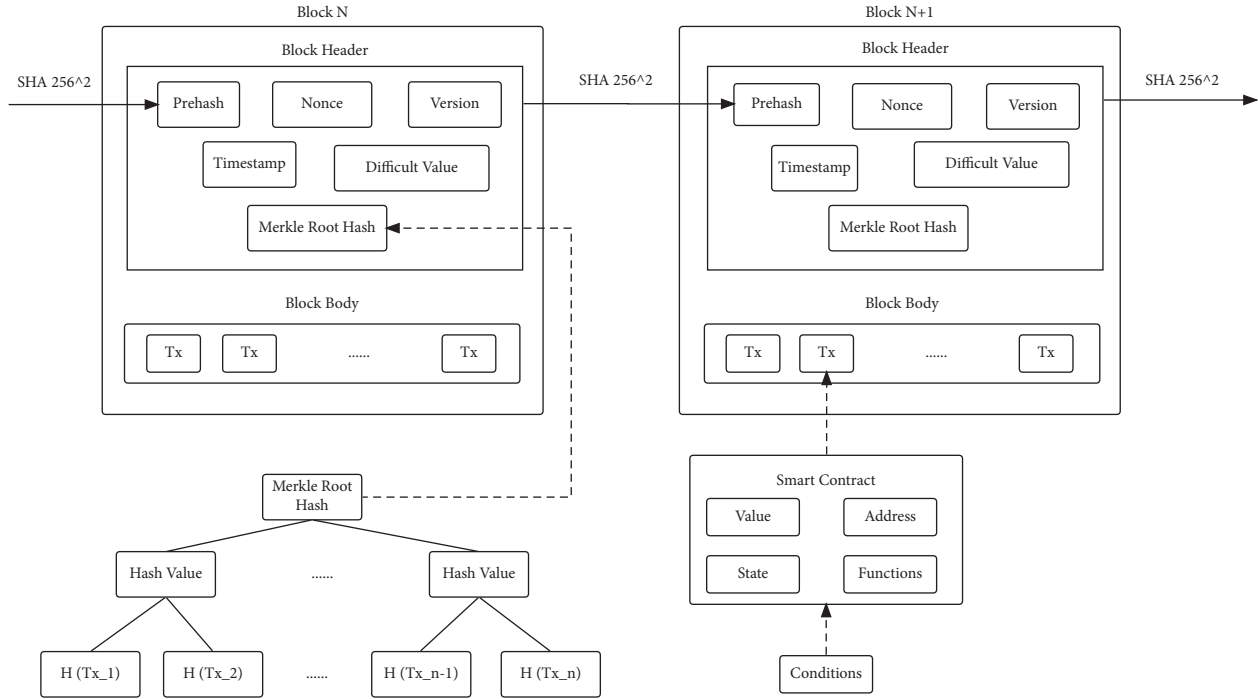 Block N
Block N+1
Block Header
Block Header
SHA 256^2
SHA 256^2
SHA 256^2
Prehash
Nonce
Version
Prehash
Nonce
Version
Timestamp
Difficult Value
Timestamp
Difficult Value
Merkle Root Hash
Merkle Root Hash
Block Body
Block Body
Tx
Tx
......
Tx
Tx
Tx
......
Tx
Merkle Root
Hash
Smart Contract
Value
Address
Hash Value
......
Hash Value
State
Functions
H (Tx_1)
H (Tx_2)
......
H (Tx_n-1)
H (Tx_n)
Conditions